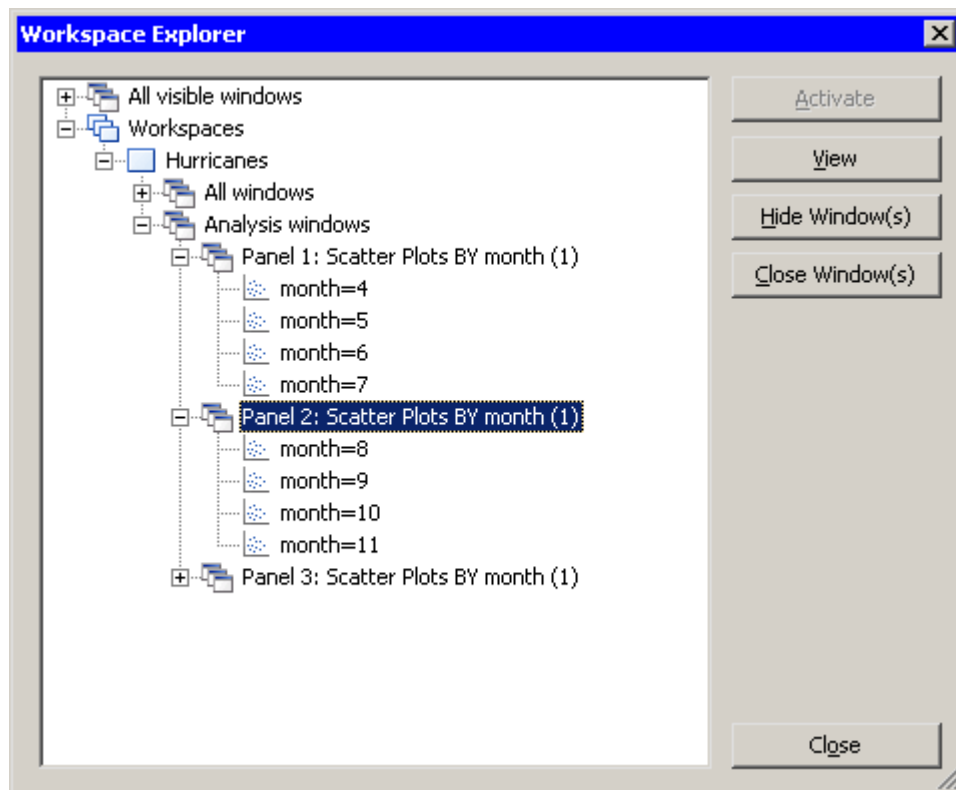 Workspace Explorer
All visible windows
Workspaces
Hurricanes
All windows
Analysis windows
Panel 1: Scatter Plots BY month (1)
month=4
month=5
month=6
month=7
Panel 2: Scatter Plots BY month (1)
month=8
month=9
month=10
month=11
Panel 3: Scatter Plots BY month (1)
Activate
View
Hide Window(s)
Close Window(s)
Close